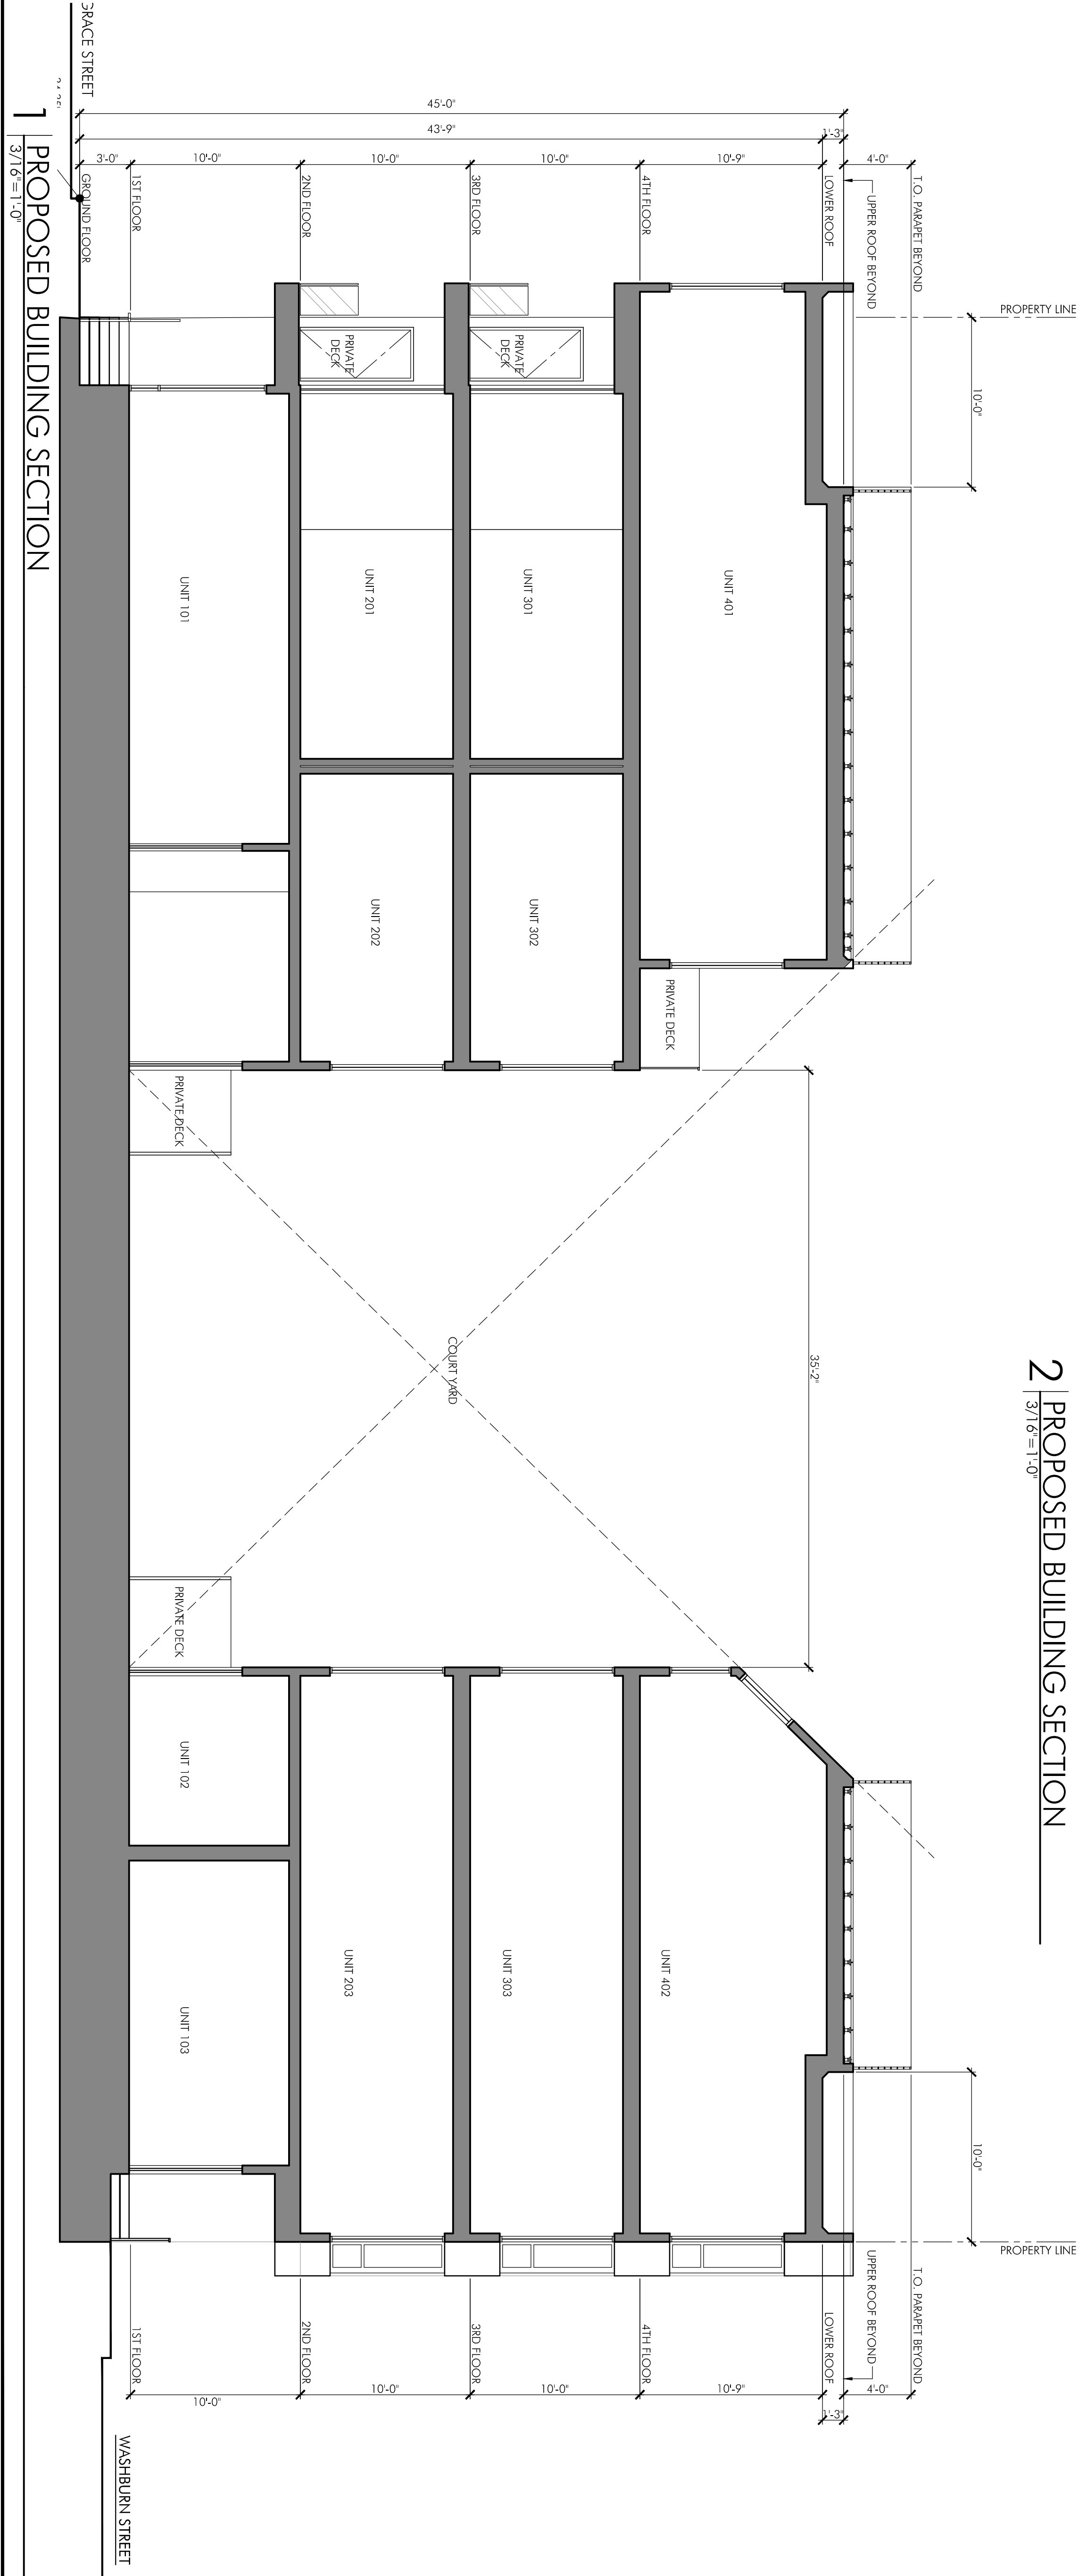 2
PROPOSED BUILDING SECTION
3/16"=1'-0"
PROPERTY LINE
PROPERTY LINE
10'-0"
10'-0"
T.O. PARAPET BEYOND
T.O. PARAPET BEYOND
UPPER ROOF BEYOND
UPPER ROOF BEYOND
4'-0"
4'-0"
1'-3"
1'-3"
45'-0"
43'-9"
LOWER ROOF
LOWER ROOF
35'-2"
10'-9"
UNIT 401
10'-9"
PRIVATE DECK
UNIT 402
4TH FLOOR
4TH FLOOR
10'-0"
PRIVATE
DECK
UNIT 301
UNIT 302
UNIT 303
10'-0"
3RD FLOOR
3RD FLOOR
COURT YARD
10'-0"
PRIVATE
DECK
UNIT 201
UNIT 202
UNIT 203
10'-0"
2ND FLOOR
2ND FLOOR
10'-0"
UNIT 101
PRIVATE DECK
PRIVATE DECK
UNIT 102
UNIT 103
10'-0"
1ST FLOOR
1ST FLOOR
3'-0"
GROUND FLOOR
WASHBURN STREET
STREET
1
PROPOSED BUILDING SECTION
3/16"=1'-0"